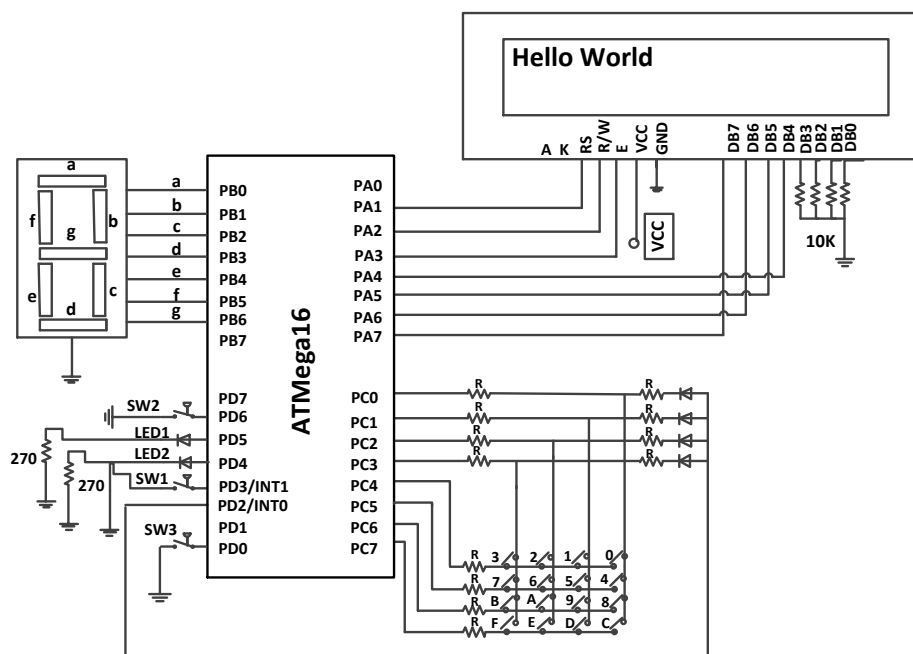 Hello World
A K RS R/W E VCC GND DB7 DB6 DB5 DB4 DB3 DB2 DB1 DB0
VCC
10K
a
f
b
g
e
c
d
a
b
c
d
e
f
g
PB0
PB1
PB2
PB3
PB4
PB5
PB6
PB7
PD7
PD6
PD5
PD4
PD3/INT1
PD2/INT0
PD1
PD0
ATMega16
PA0
PA1
PA2
PA3
PA4
PA5
PA6
PA7
PC0
PC1
PC2
PC3
PC4
PC5
PC6
PC7
SW2
LED1
LED2
270
270
SW1
SW3
R R
R R
R R
R R
R 3 2 1 0
R 7 6 5 4
R B A 9 8
R F E D C